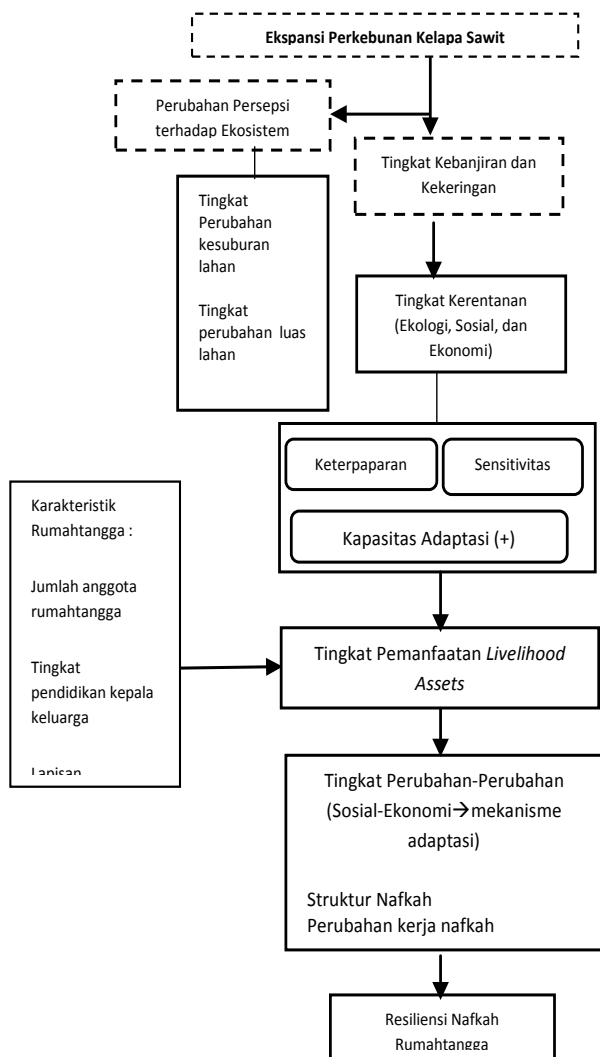 Ekspansi Perkebunan Kelapa Sawit
Perubahan Persepsi
terhadap Ekosistem
Tingkat Kebanjiran dan
Kekeringan
Tingkat
Perubahan
kesuburan
lahan
Tingkat
perubahan luas
lahan
Tingkat Kerentanan
(Ekologi, Sosial, dan
Ekonomi)
Keterpaparan
Sensitivitas
Kapasitas Adaptasi (+)
Karakteristik
Rumahtangga :
Jumlah anggota
rumahtangga
Tingkat
pendidikan kepala
keluarga
Lapisan
Tingkat Pemanfaatan Livelihood
Assets
Tingkat Perubahan-Perubahan
(Sosial-Ekonomi→mekanisme
adaptasi)
Struktur Nafkah
Perubahan kerja nafkah
Resiliensi Nafkah
Rumahtangga